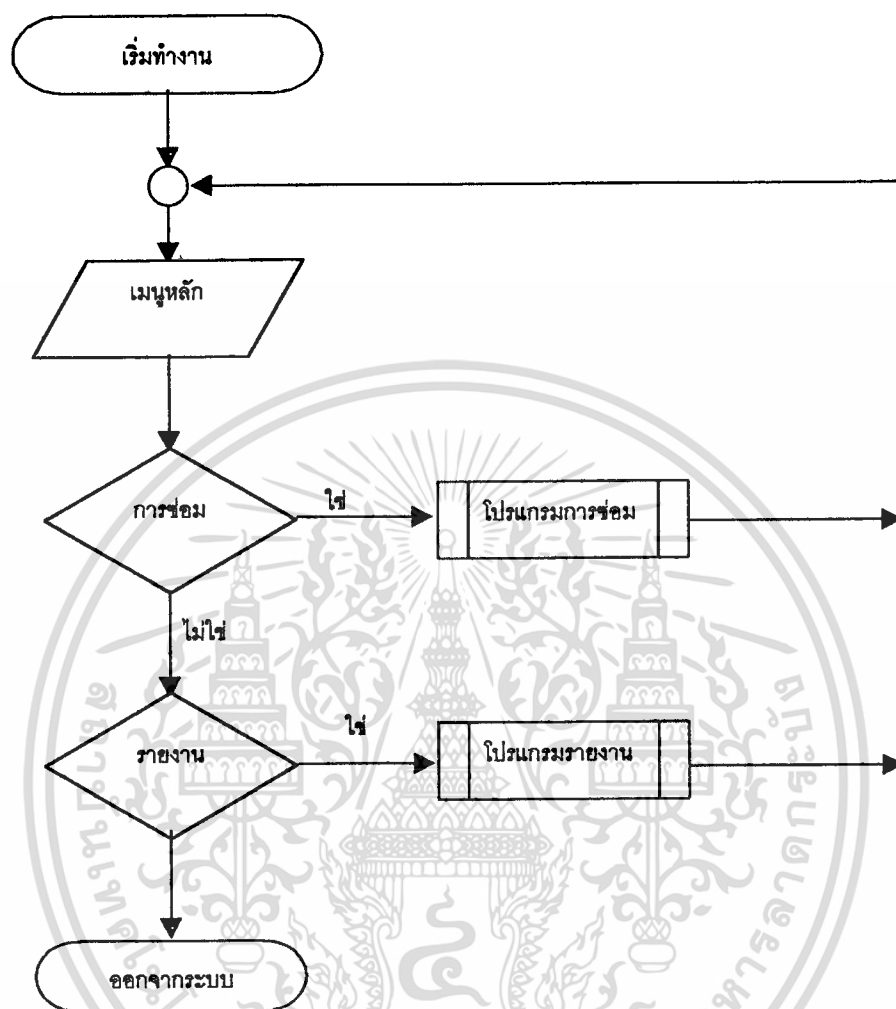 เริ่มทำงาน
เมนูหลัก
การซ่อม
ใช่
โปรแกรมการซ่อม
ไม่ใช่
รายงาน
ใช่
โปรแกรมรายงาน
ออกจากระบบ